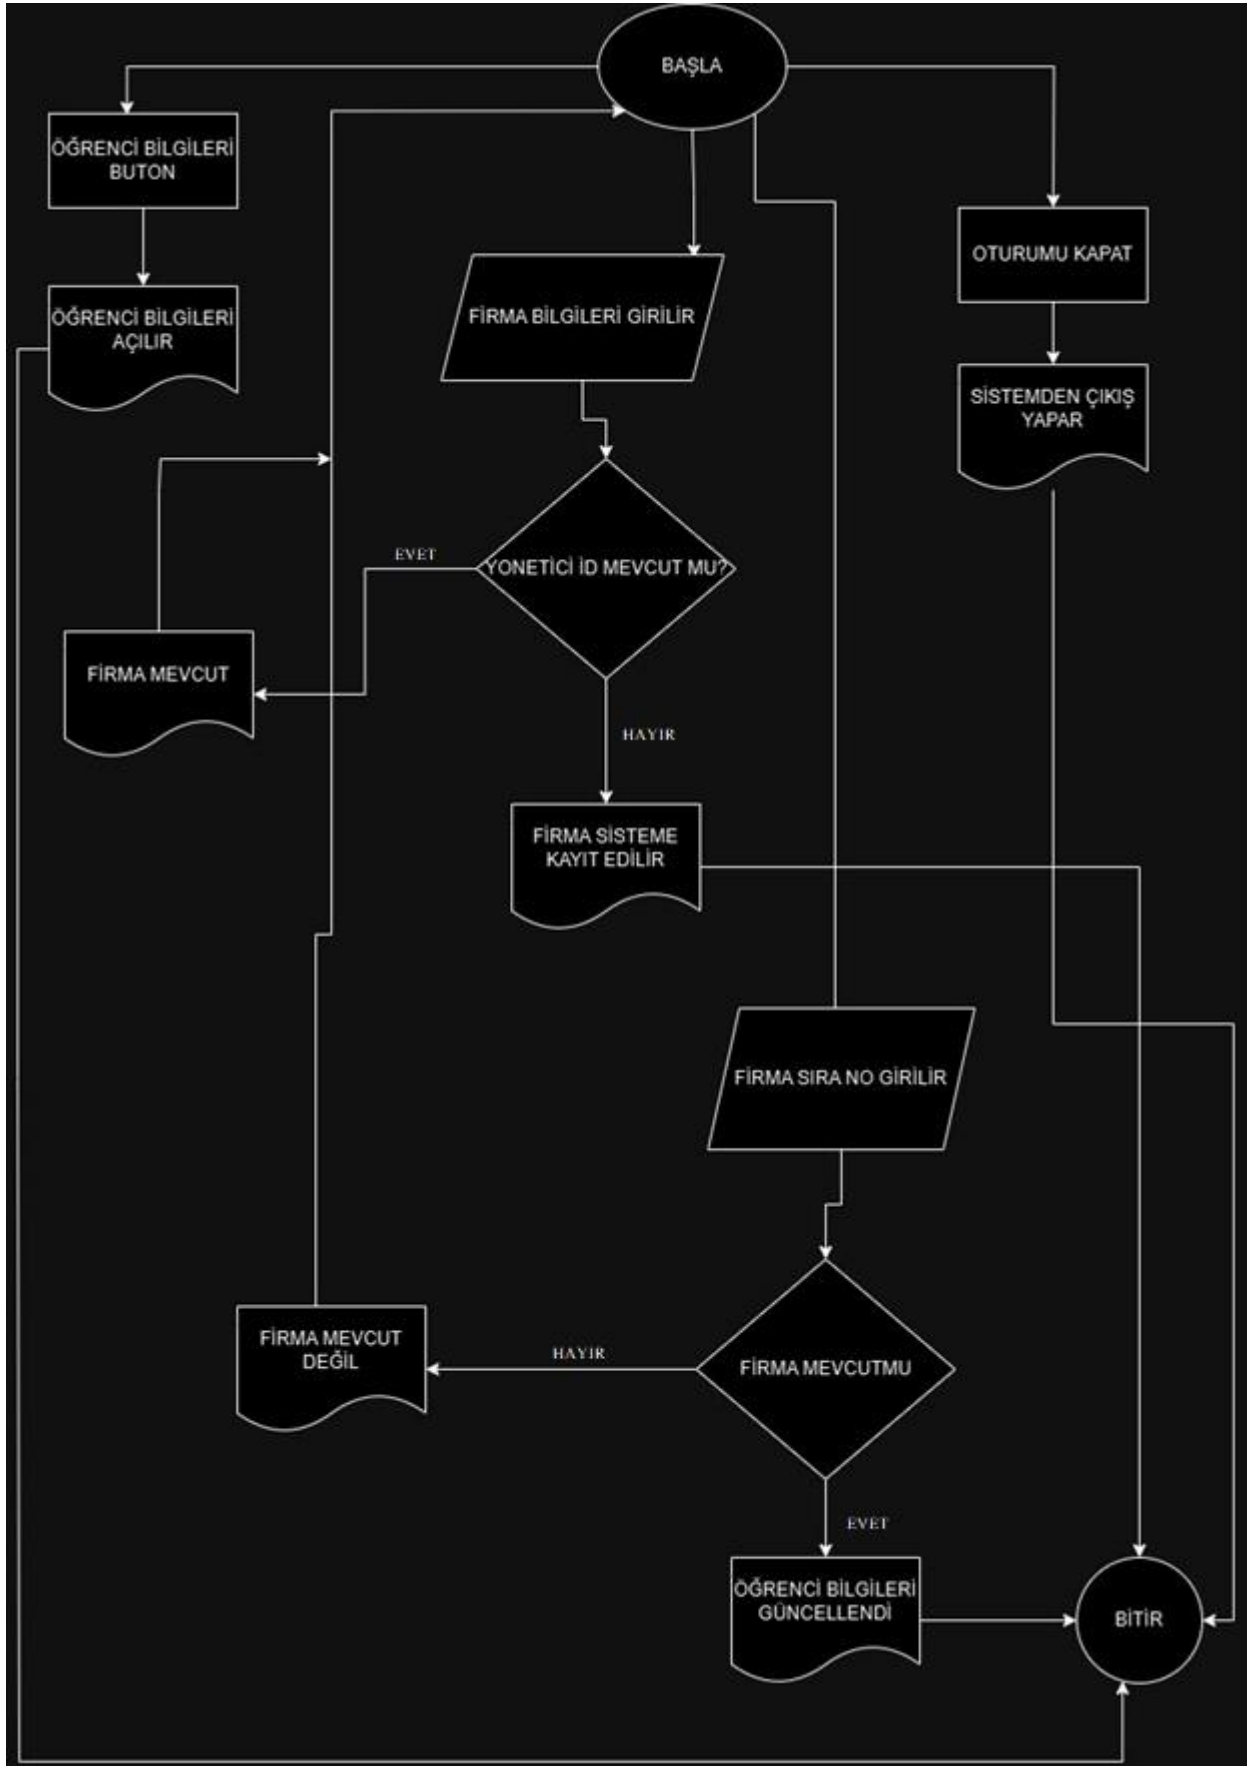 BAŞLA
ÖĞRENCİ BİLGİLERİ
BUTON
OTURUMU KAPAT
ÖĞRENCİ BİLGİLERİ
AÇILIR
FİRMA BİLGİLERİ GİRİLİR
SİSTEMDEN ÇIKIŞ
YAPAR
EVET
YONETİCİ İD MEVCUT MU?
FİRMA MEVCUT
HAYIR
FİRMA SİSTEME
KAYIT EDİLİR
FİRMA SIRA NO GİRİLİR
FİRMA MEVCUT
DEĞİL
HAYIR
FİRMA MEVCUTMU
EVET
ÖĞRENCİ BİLGİLERİ
GÜNCELLENDİ
BİTİR